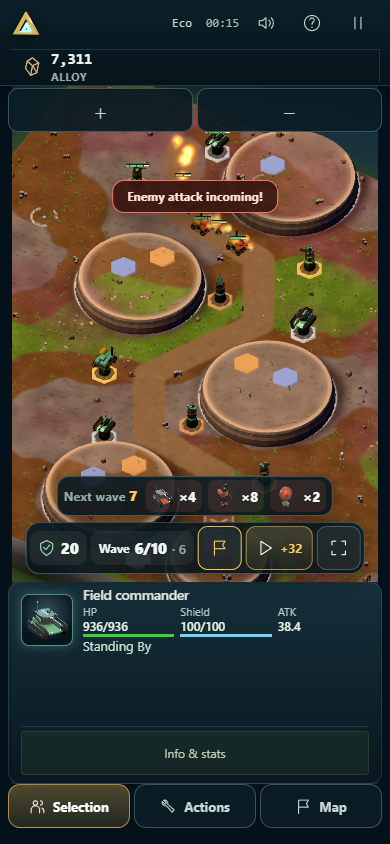 Eco 00:15
7,311
ALLOY
+ −
Enemy attack incoming!
Next wave 7 ×4 ×8 ×2
20 Wave 6/10 · 6 +32
Field commander
HP Shield ATK
936/936 100/100 38.4
Standing By
Info & stats
Selection Actions Map